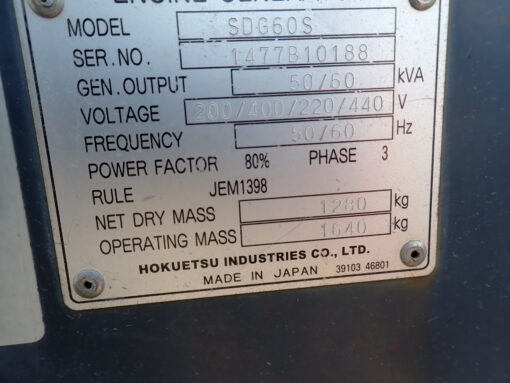 ENGINE GENERATOR
MODEL SDG60S
SER.NO. 1477B10188
GEN.OUTPUT 50/60 kVA
VOLTAGE 200/400/220/440 V
FREQUENCY 50/60 Hz
POWER FACTOR 80% PHASE 3
RULE JEM1398
NET DRY MASS 1280 kg
OPERATING MASS 1640 kg
HOKUETSU INDUSTRIES CO., LTD.
MADE IN JAPAN 39103 46801